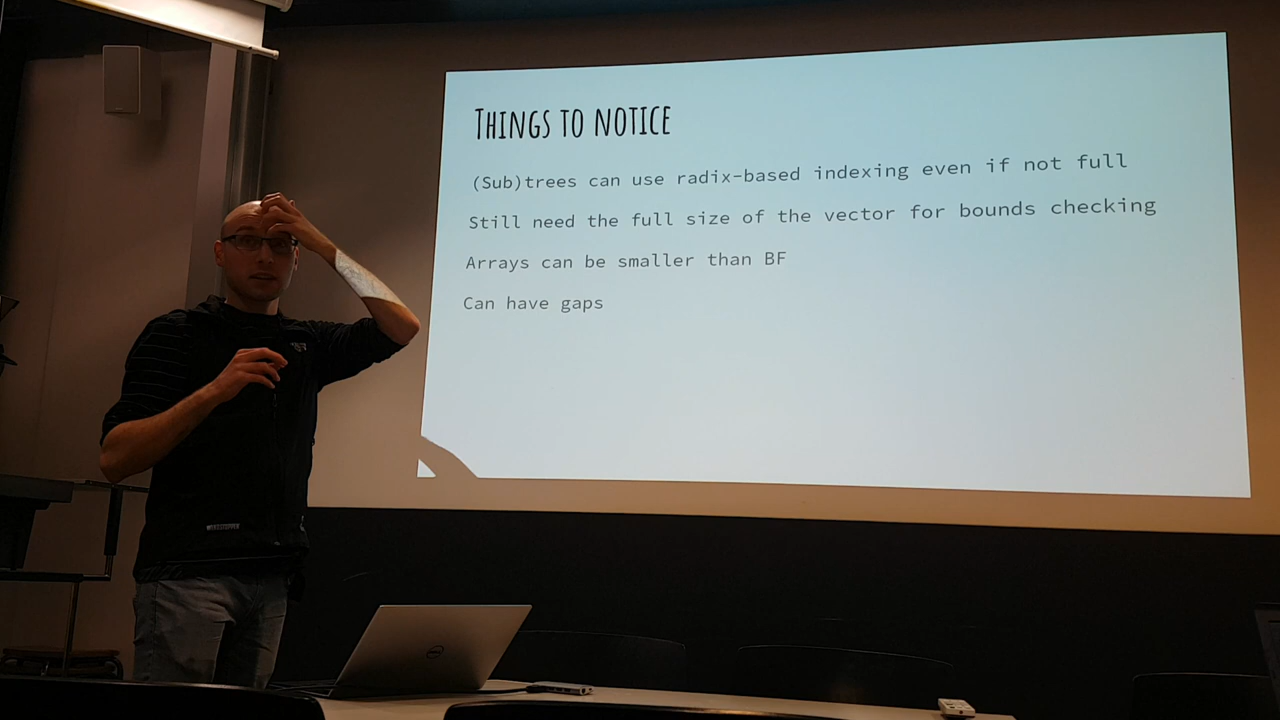 THINGS TO NOTICE
(Sub)trees can use radix-based indexing even if not full
Still need the full size of the vector for bounds checking
Arrays can be smaller than BF
Can have gaps
DELL